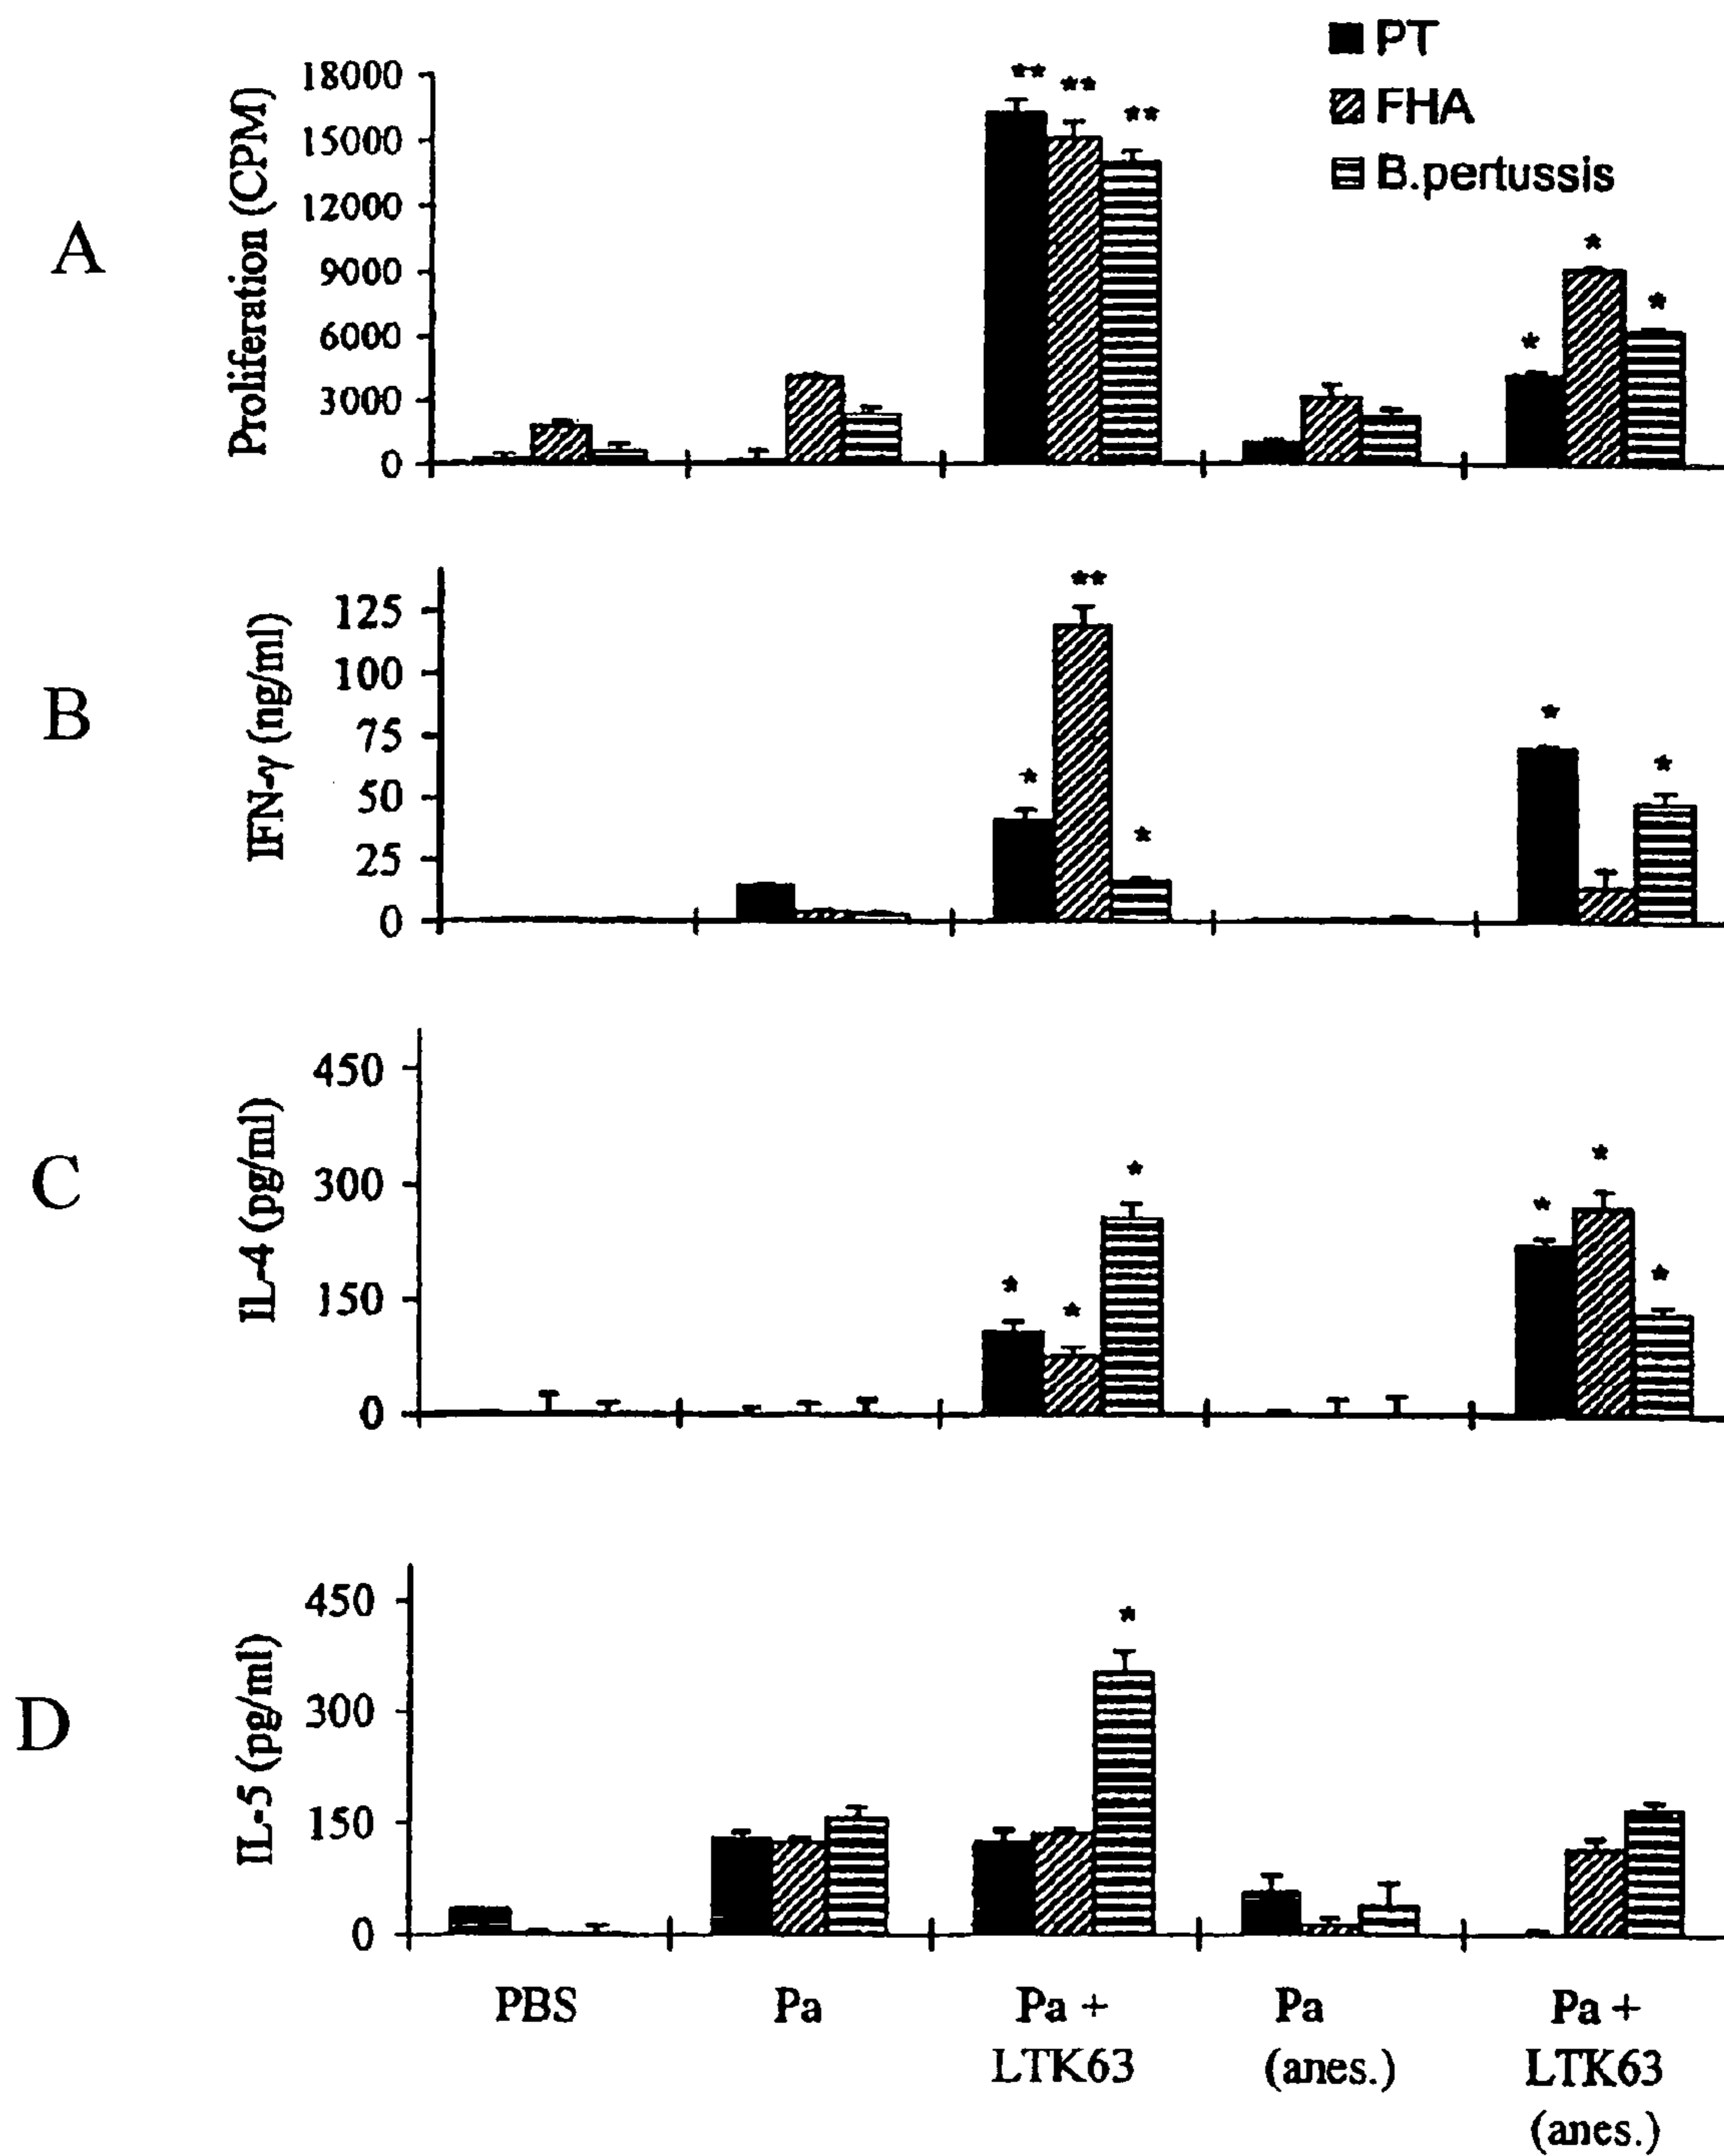 PT
FHA
B.pertussis
A
Proliferation (CPM)
18000
15000
12000
9000
6000
3000
0
** ** **
* * *
B
IFN-γ (ng/ml)
125
100
75
50
25
0
* ** *
* *
C
IL-4 (pg/ml)
450
300
150
0
* * *
* * *
D
IL-5 (pg/ml)
450
300
150
0
*
PBS Pa Pa + Pa Pa +
LTK63 (anes.) LTK63
(anes.)